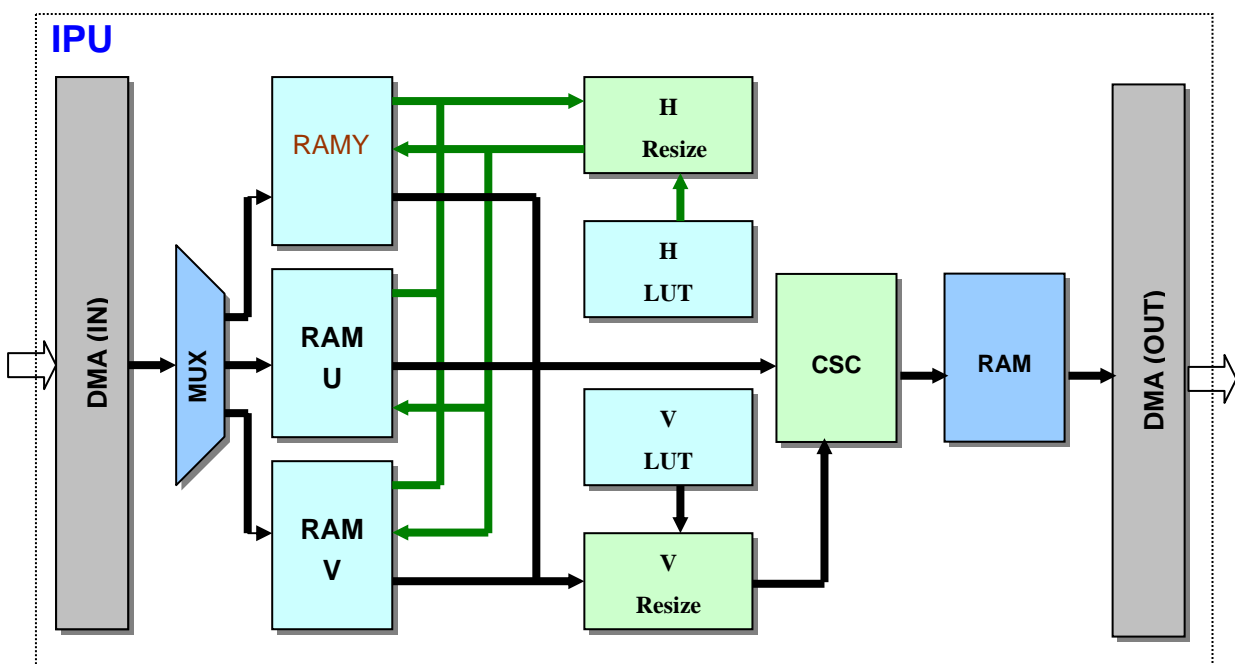 IPU
DMA (IN)
MUX
RAMY
RAM
U
RAM
V
H
Resize
H
LUT
V
LUT
V
Resize
CSC
RAM
DMA (OUT)